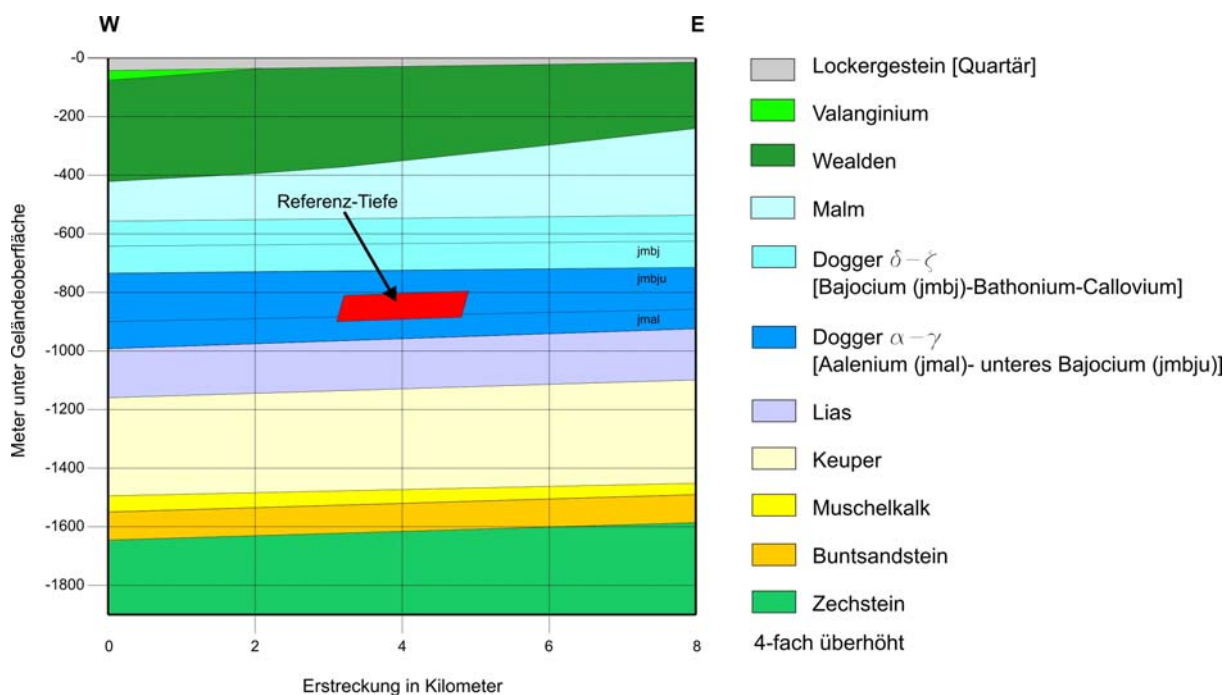 W
E
-0
-200
-400
-600
-800
-1000
-1200
-1400
-1600
-1800
Meter unter Geländeoberfläche
Referenz-Tiefe
jmbj
jmbju
jmal
0
2
4
6
8
Erstreckung in Kilometer
Lockergestein [Quartär]
Valanginium
Wealden
Malm
Dogger δ – ζ
[Bajocium (jmbj)-Bathonium-Callovium]
Dogger α – γ
[Aalenium (jmal)- unteres Bajocium (jmbju)]
Lias
Keuper
Muschelkalk
Buntsandstein
Zechstein
4-fach überhöht